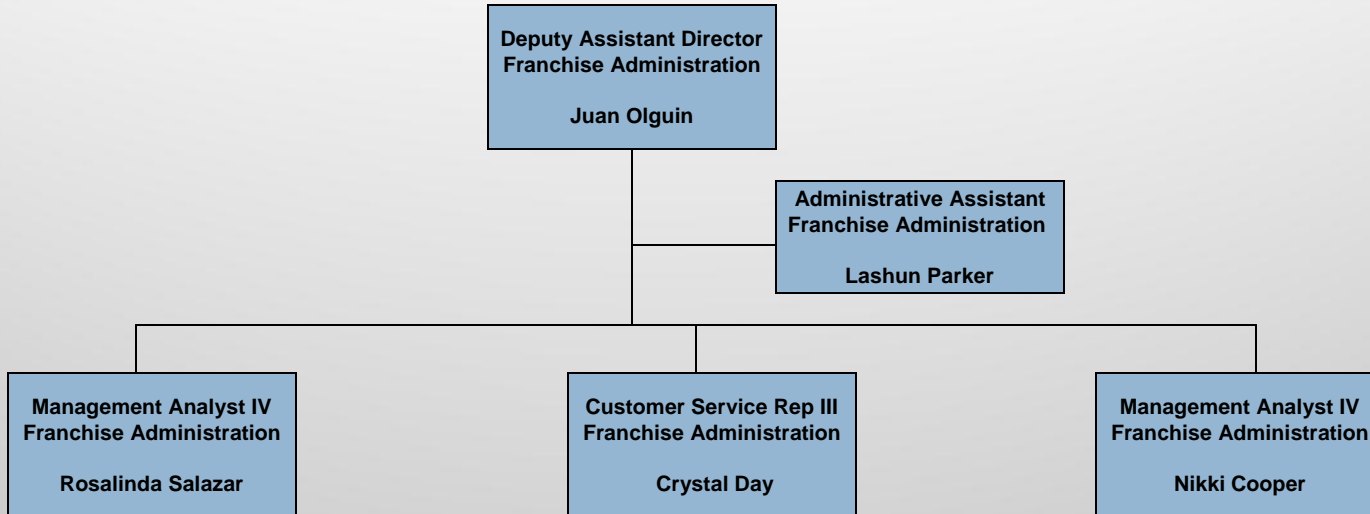 Deputy Assistant Director
Franchise Administration
Juan Olguin
Administrative Assistant
Franchise Administration
Lashun Parker
Management Analyst IV
Franchise Administration
Rosalinda Salazar
Customer Service Rep III
Franchise Administration
Crystal Day
Management Analyst IV
Franchise Administration
Nikki Cooper